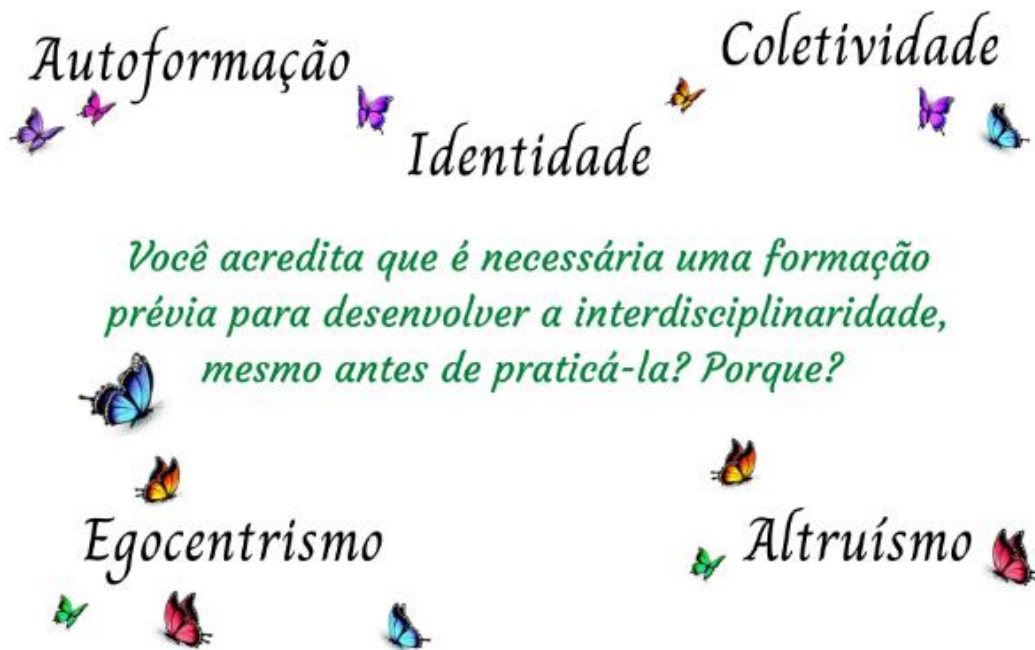 Autoformação
Coletividade
Identidade
Você acredita que é necessária uma formação
prévia para desenvolver a interdisciplinaridade,
mesmo antes de praticá-la? Porque?
Egocentrismo
Altruísmo